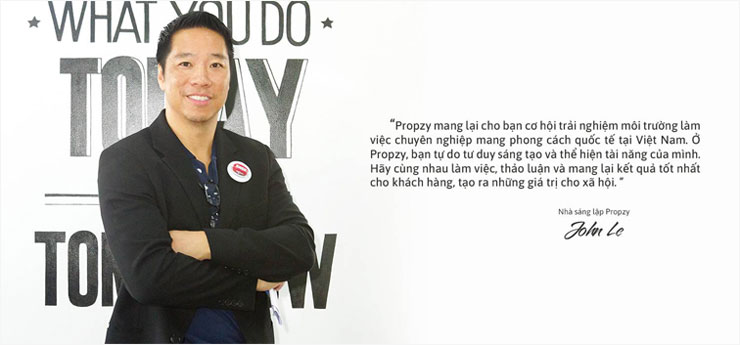 WHAT YOU DO
TODAY
TOM W
"Propzy mang lại cho bạn cơ hội trải nghiệm môi trường làm
việc chuyên nghiệp mang phong cách quốc tế tại Việt Nam. Ở
Propzy, bạn tự do tư duy sáng tạo và thể hiện tài năng của mình.
Hãy cùng nhau làm việc, thảo luận và mang lại kết quả tốt nhất
cho khách hàng, tạo ra những giá trị cho xã hội."
Nhà sáng lập Propzy
John Le